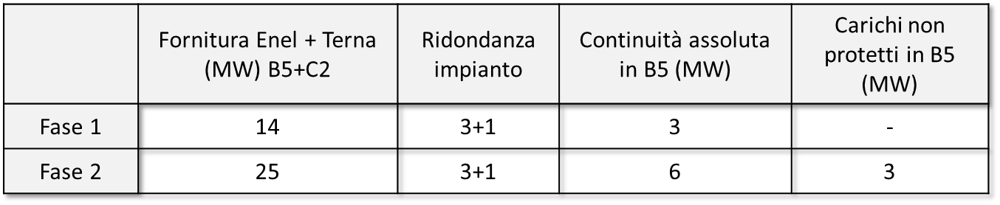 Fornitura Enel + Terna
(MW) B5+C2
Ridondanza
impianto
Continuità assoluta
in B5 (MW)
Carichi non
protetti in B5
(MW)
Fase 1
14
3+1
3
-
Fase 2
25
3+1
6
3